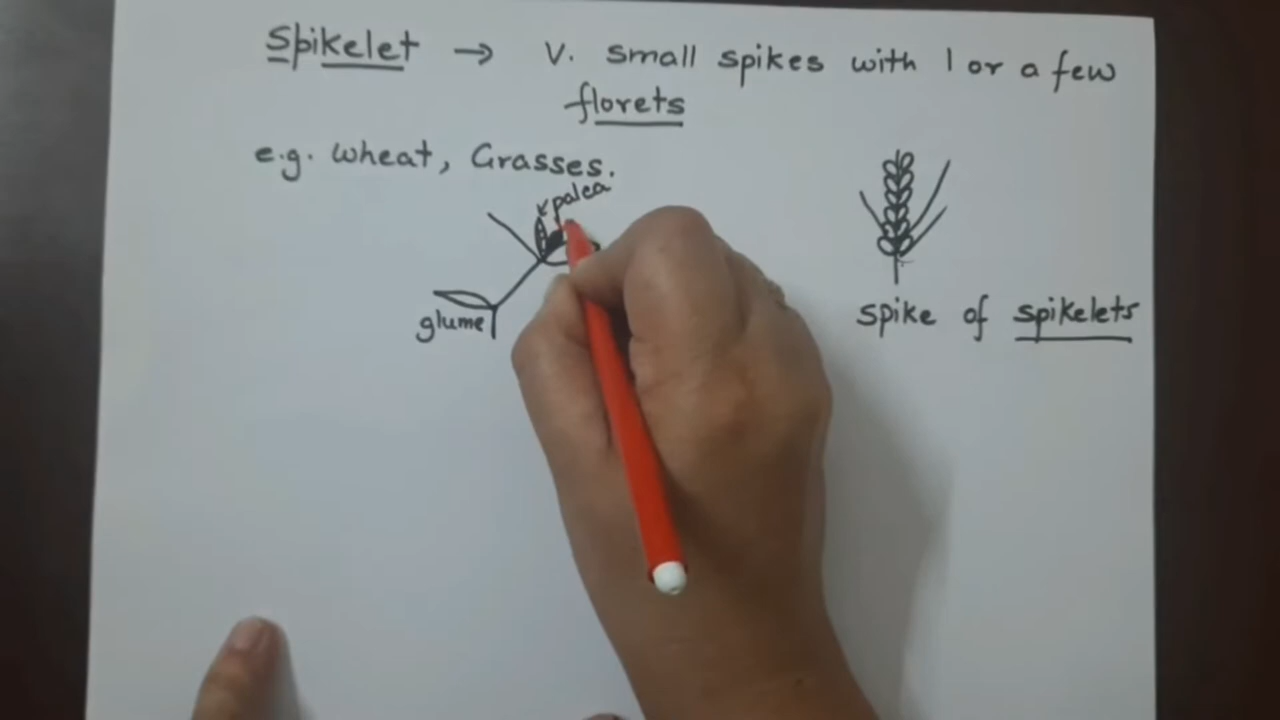 Spikelet → V. small spikes with 1 or a few
florets
e.g. wheat, Grasses.
palea
glume
spike of spikelets